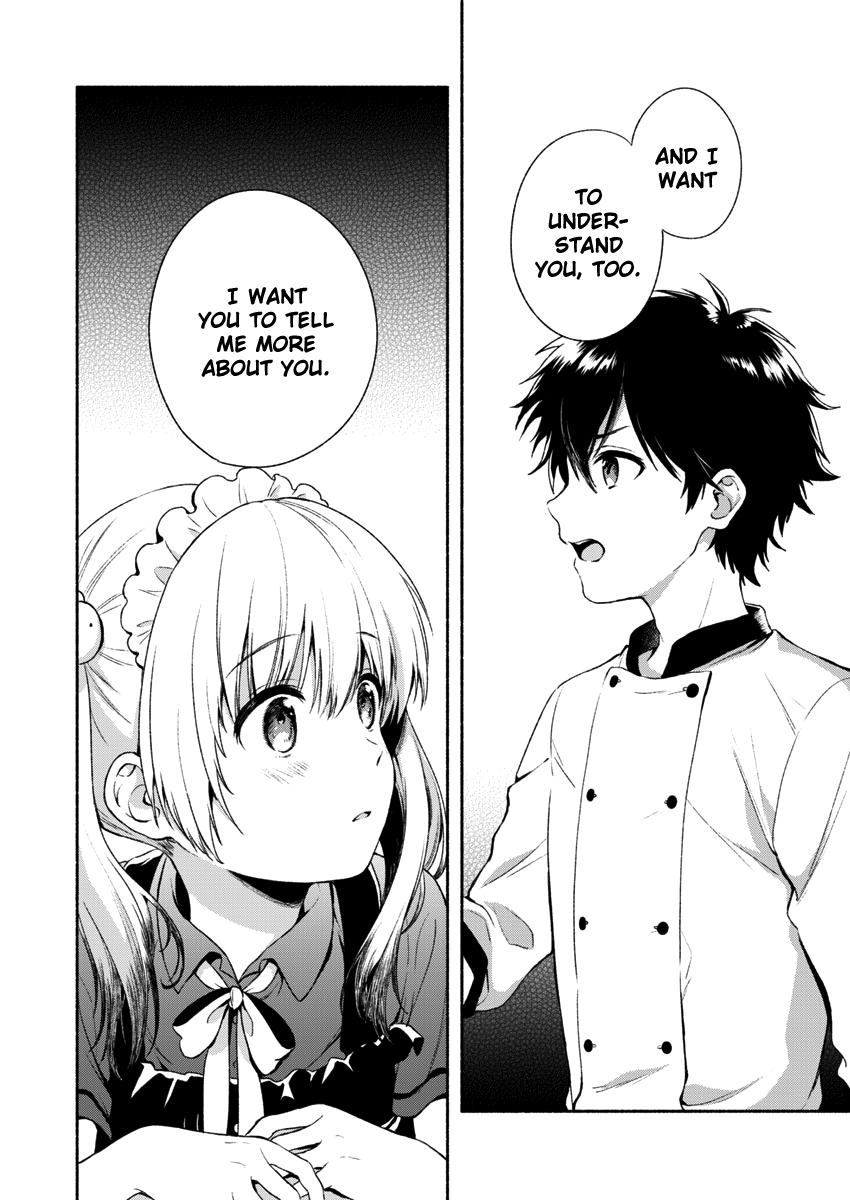 AND I
WANT
TO
UNDER-
STAND
YOU, TOO.
I WANT
YOU TO TELL
ME MORE
ABOUT YOU.